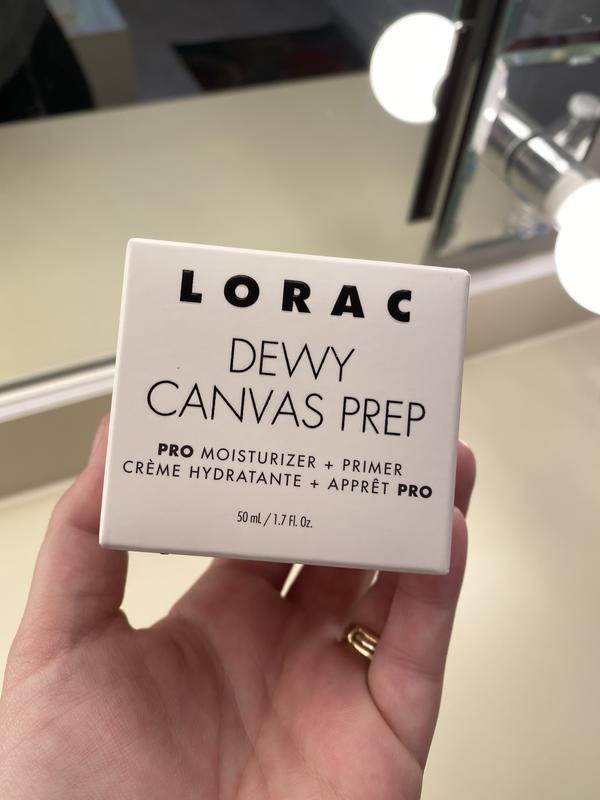 LORAC
DEWY
CANVAS PREP
PRO MOISTURIZER + PRIMER
CRÈME HYDRATANTE + APPRÊT PRO
50 mL / 1.7 Fl. Oz.